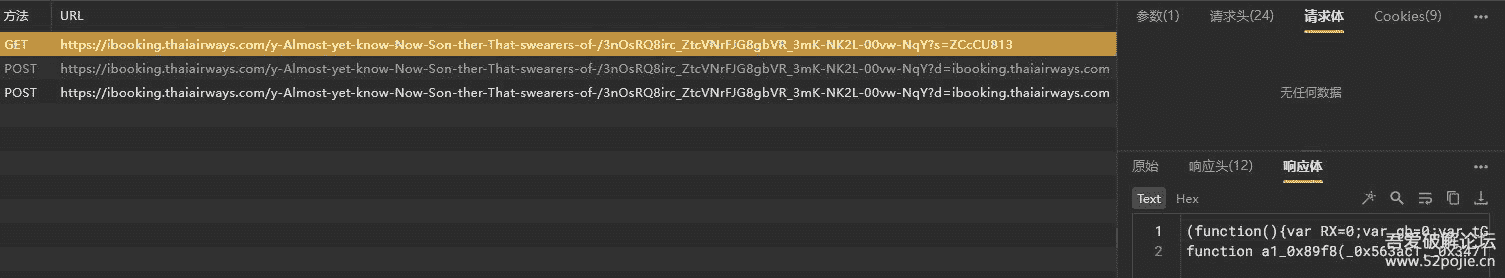 方法 URL
GET https://ibooking.thaiairways.com/y-Almost-yet-know-Now-Son-ther-That-swearers-of-/3nOsRQ8irc_ZtcVNrFJG8gbVR_3mK-NK2L-00vw-NqY?s=ZCcCU813
POST https://ibooking.thaiairways.com/y-Almost-yet-know-Now-Son-ther-That-swearers-of-/3nOsRQ8irc_ZtcVNrFJG8gbVR_3mK-NK2L-00vw-NqY?d=ibooking.thaiairways.com
POST https://ibooking.thaiairways.com/y-Almost-yet-know-Now-Son-ther-That-swearers-of-/3nOsRQ8irc_ZtcVNrFJG8gbVR_3mK-NK2L-00vw-NqY?d=ibooking.thaiairways.com
参数(1) 请求头(24) 请求体 Cookies(9)
无任何数据
原始 响应头(12) 响应体
Text Hex
1 (function(){var RX=0;var gh=0;var tG
2 function a1_0x89f8(_0x563ac1,_0x3471
吾爱破解论坛
www.52pojie.cn